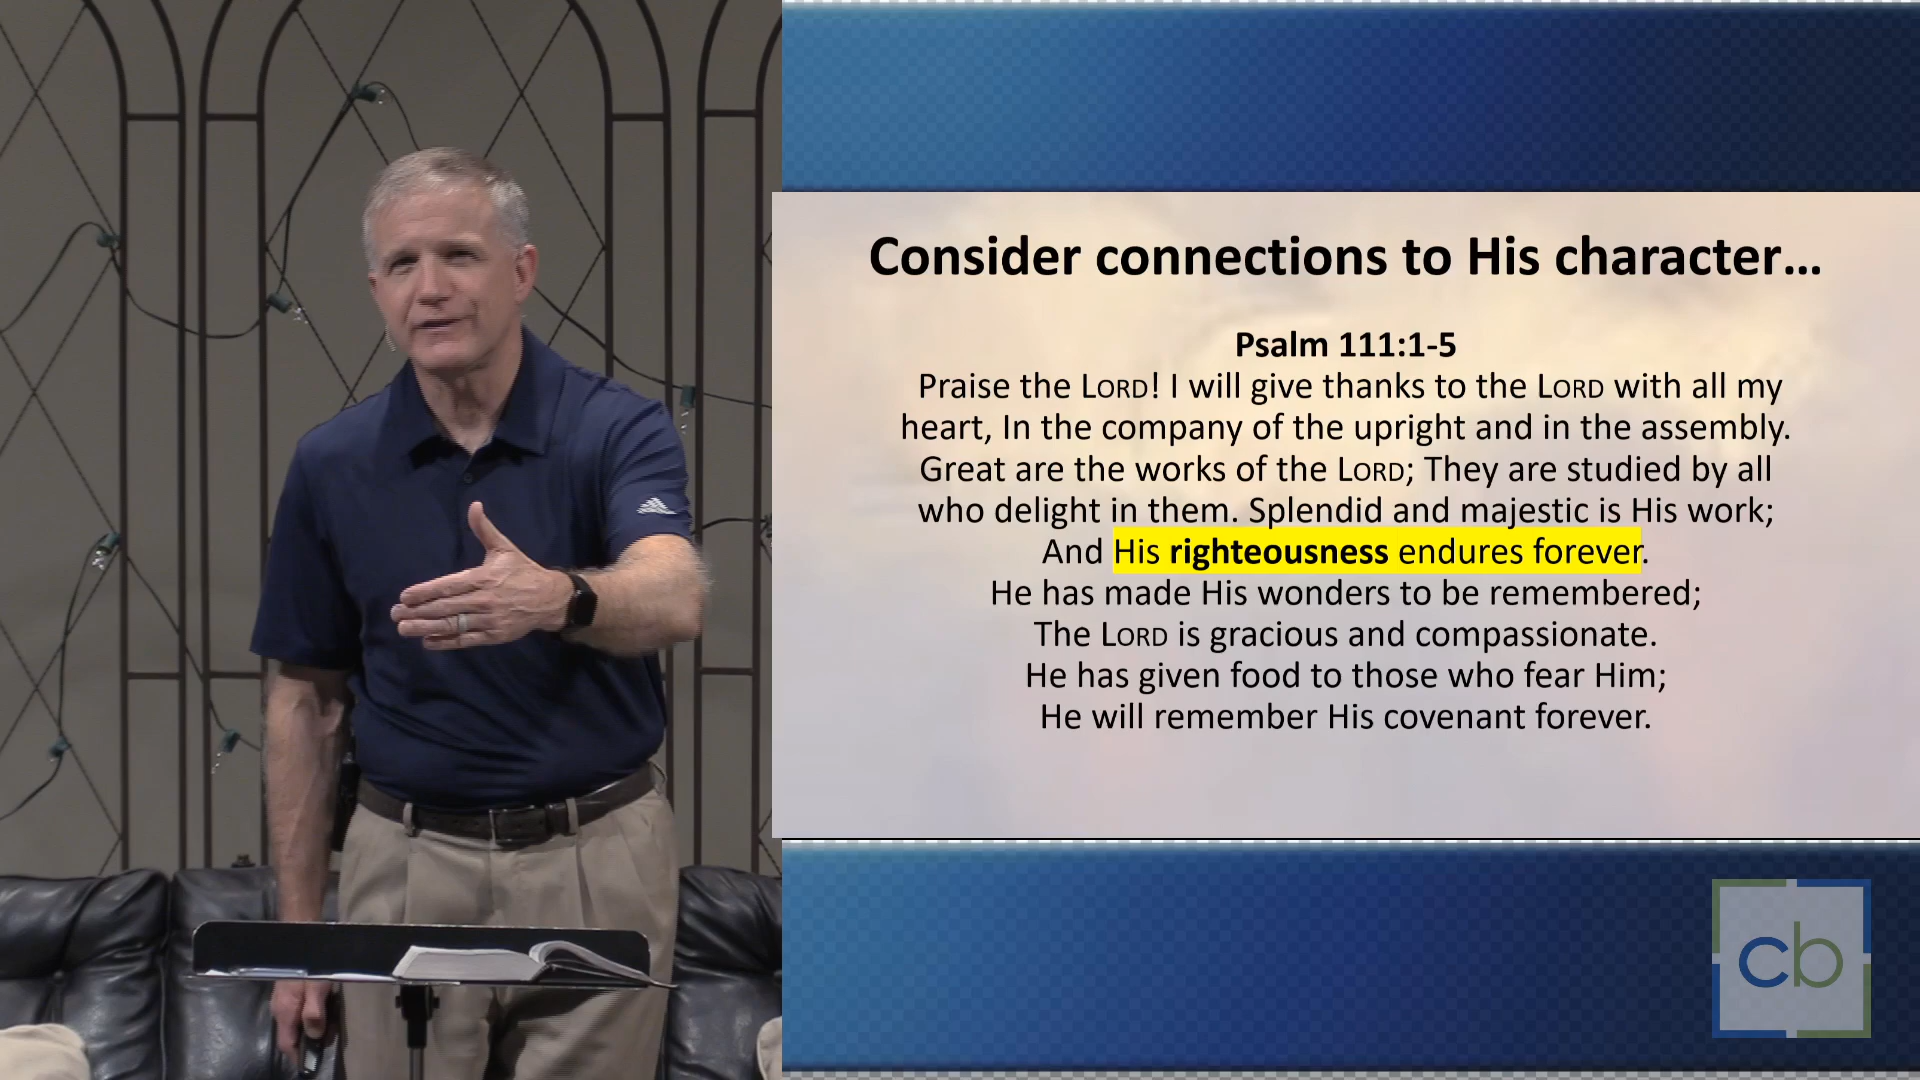 Consider connections to His character...
Psalm 111:1-5
Praise the LORD! I will give thanks to the LORD with all my
heart, In the company of the upright and in the assembly.
Great are the works of the LORD; They are studied by all
who delight in them. Splendid and majestic is His work;
And His righteousness endures forever.
He has made His wonders to be remembered;
The LORD is gracious and compassionate.
He has given food to those who fear Him;
He will remember His covenant forever.
cb